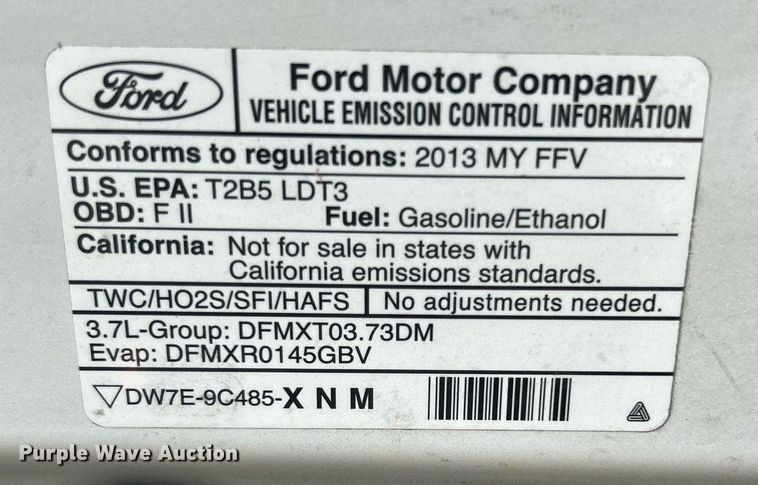 Ford
Ford Motor Company
VEHICLE EMISSION CONTROL INFORMATION
Conforms to regulations: 2013 MY FFV
U.S. EPA: T2B5 LDT3
OBD: F II Fuel: Gasoline/Ethanol
California: Not for sale in states with
California emissions standards.
TWC/HO2S/SFI/HAFS No adjustments needed.
3.7L-Group: DFMXT03.73DM
Evap: DFMXR0145GBV
DW7E-9C485-X N M
Purple Wave Auction